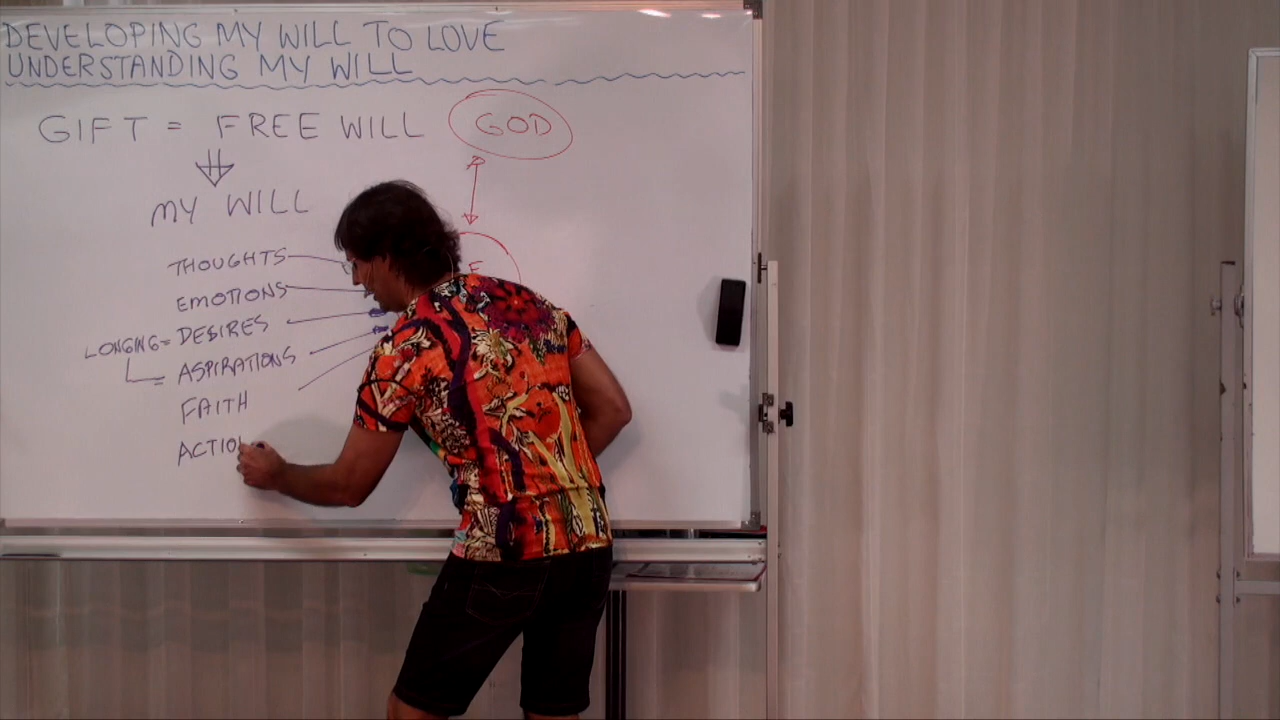 DEVELOPING MY WILL TO LOVE
UNDERSTANDING MY WILL
GIFT = FREE WILL
GOD
MY WILL
THOUGHTS
EMOTIONS
LONGING = DESIRES
= ASPIRATIONS
FAITH
ACTIO